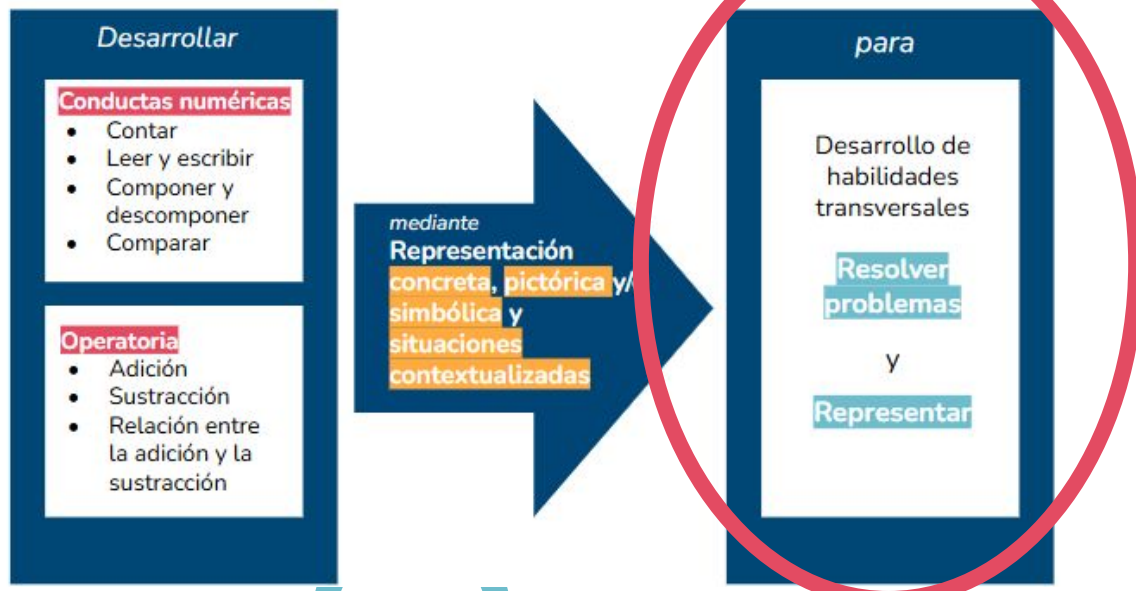 Desarrollar
Conductas numéricas
• Contar
• Leer y escribir
• Componer y
descomponer
• Comparar
Operatoria
• Adición
• Sustracción
• Relación entre
la adición y la
sustracción
mediante
Representación
concreta, pictórica y/
simbólica y
situaciones
contextualizadas
para
Desarrollo de
habilidades
transversales
Resolver
problemas
y
Representar